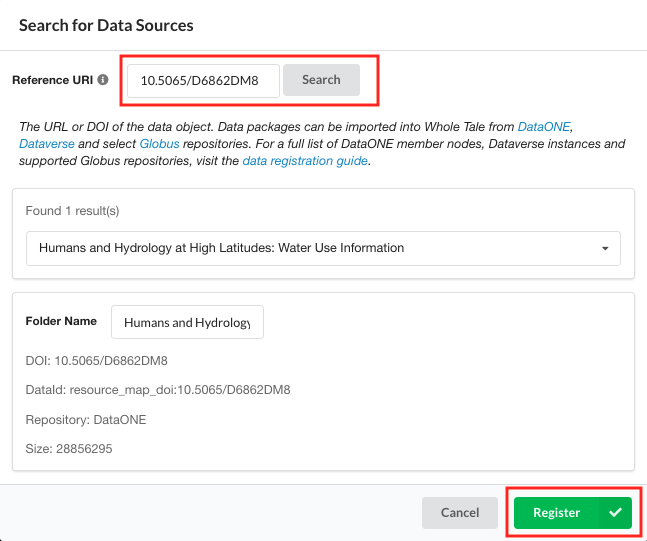 Search for Data Sources
Reference URI 10.5065/D6862DM8 Search
The URL or DOI of the data object. Data packages can be imported into Whole Tale from DataONE,
Dataverse and select Globus repositories. For a full list of DataONE member nodes, Dataverse instances and
supported Globus repositories, visit the data registration guide.
Found 1 result(s)
Humans and Hydrology at High Latitudes: Water Use Information
Folder Name Humans and Hydrology
DOI: 10.5065/D6862DM8
DataId: resource_map_doi:10.5065/D6862DM8
Repository: DataONE
Size: 28856295
Cancel Register